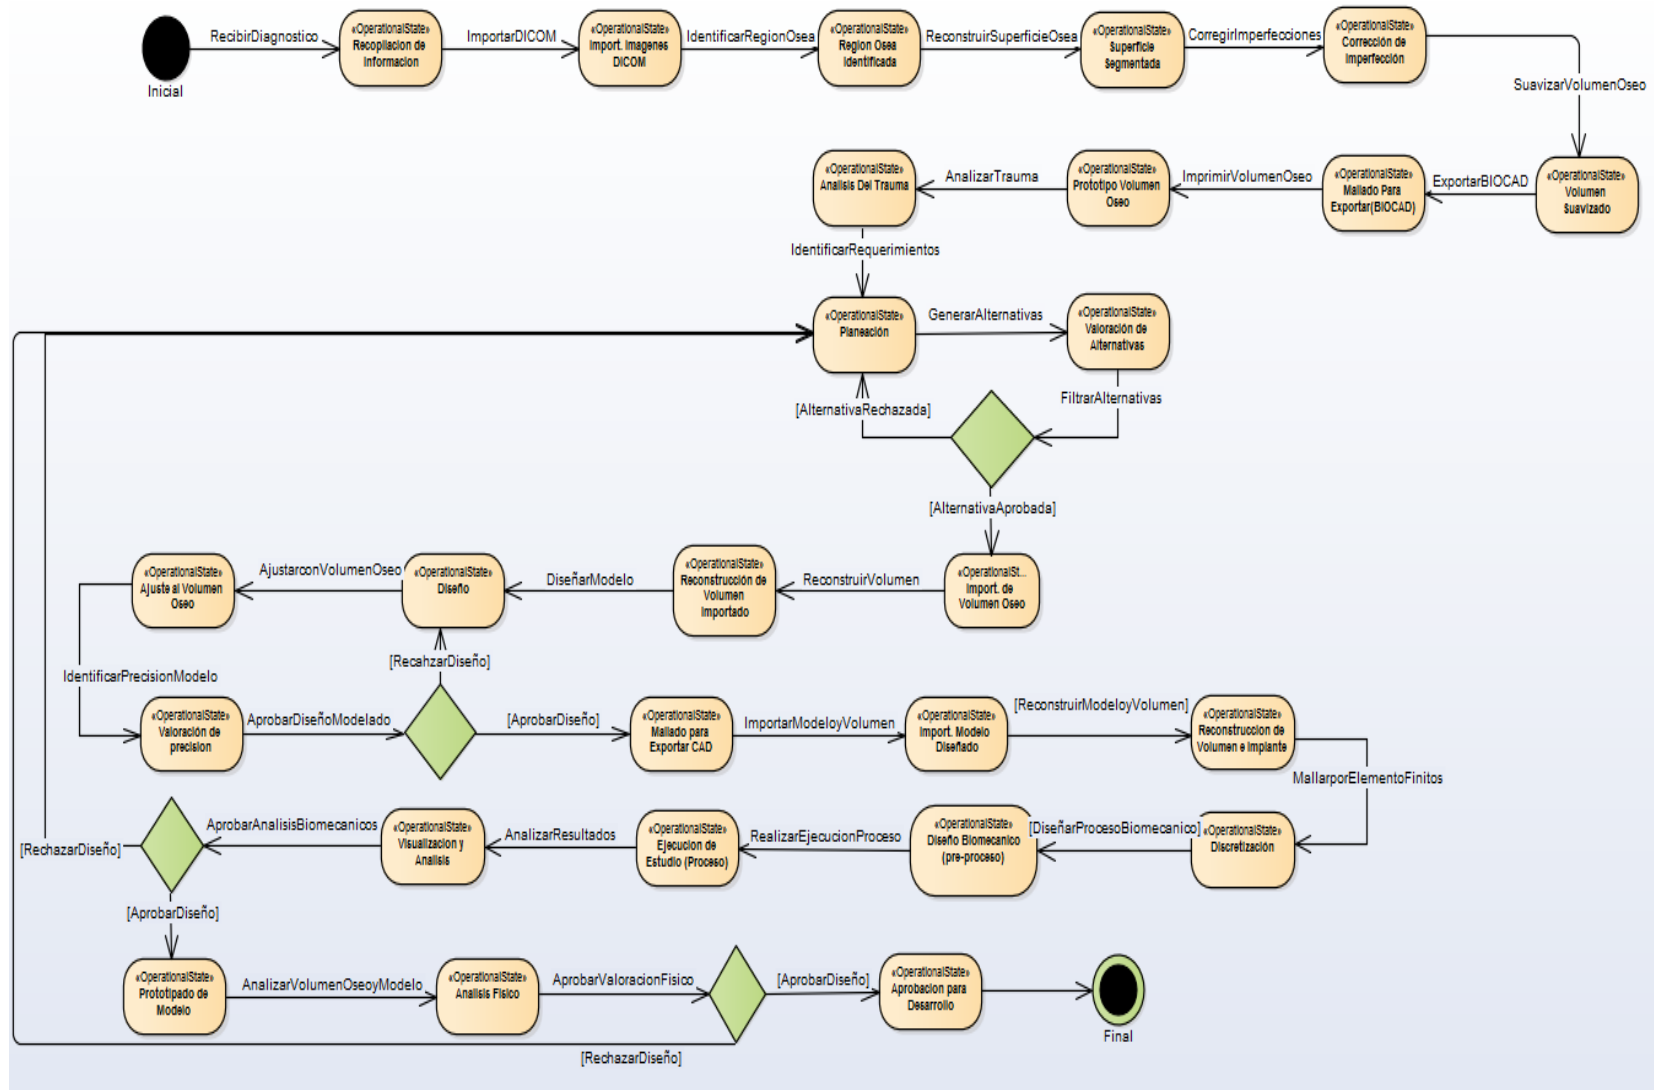 RecibirDiagnostico
«OperationalState»
Recopilacion de
Informacion
ImportarDICOM
«OperationalState»
Import. Imagenes
DICOM
IdentificarRegionOsea
«OperationalState»
Region Osea
Identificada
ReconstruirSuperficieOsea
«OperationalState»
Superficie
Segmentada
CorregirImperfecciones
«OperationalState»
Corrección de
Imperfección
Inicial
SuavizarVolumenOseo
«OperationalState»
Analisis Del Trauma
AnalizarTrauma
«OperationalState»
Prototipo Volumen
Oseo
ImprimirVolumenOseo
«OperationalState»
Mallado Para
Exportar(BIOCAD)
ExportarBIOCAD
«OperationalState»
Volumen
Suavizado
IdentificarRequerimientos
«OperationalState»
Planeación
GenerarAlternativas
«OperationalState»
Valoración de
Alternativas
[AlternativaRechazada]
FiltrarAlternativas
[AlternativaAprobada]
«OperationalState»
Ajuste al Volumen
Oseo
AjustarconVolumenOseo
«OperationalState»
Diseño
DiseñarModelo
«OperationalState»
Reconstrucción de
Volumen
Importado
ReconstruirVolumen
«OperationalSt...
Import. de
Volumen Oseo
[RecahzarDiseño]
IdentificarPrecisionModelo
«OperationalState»
Valoración de
precision
AprobarDiseñoModelado
[AprobarDiseño]
«OperationalState»
Mallado para
Exportar CAD
ImportarModeloyVolumen
«OperationalState»
Import. Modelo
Diseñado
[ReconstruirModeloyVolumen]
«OperationalState»
Reconstruccion de
Volumen e Implante
MallarporElementoFinitos
[RechazarDiseño]
AprobarAnalisisBiomecanicos
«OperationalState»
Visualizacion y
Analisis
AnalizarResultados
«OperationalState»
Ejecucion de
Estudio (Proceso)
RealizarEjecucionProceso
«OperationalState»
Diseño Biomecanico
(pre-proceso)
[DiseñarProcesoBiomecanico]
«OperationalState»
Discretización
[AprobarDiseño]
«OperationalState»
Prototipado de
Modelo
AnalizarVolumenOseoyModelo
«OperationalState»
Analisis Fisico
AprobarValoracionFisico
[AprobarDiseño]
«OperationalState»
Aprobacion para
Desarrollo
Final
[RechazarDiseño]